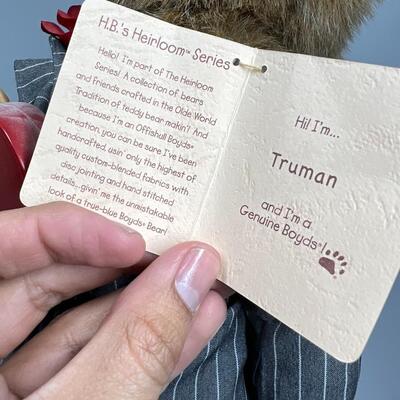 H.B.'s Heirloom™ Series
Hello! I'm part of The Heirloom
Series! A collection of bears
and friends crafted in the Olde World
Tradition of teddy bear makin'! And
because I'm an Offishull Boyds®
creation, you can be sure I've been
handcrafted, usin' only the highest of
quality custom-blended fabrics with
disc jointing and hand stitched
details...givin' me the unmistakable
look of a true-blue Boyds® Bear!
Hi! I'm...
Truman
and I'm a
Genuine Boyds®!